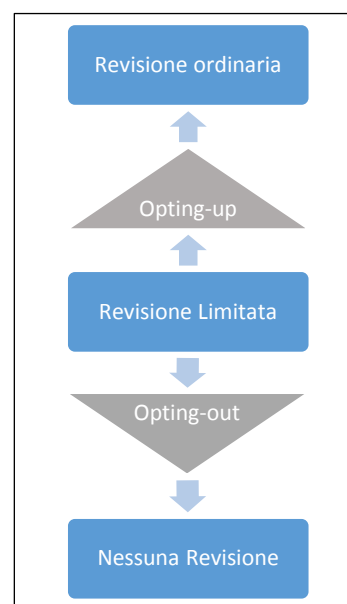 Revisione ordinaria
Opting-up
Revisione Limitata
Opting-out
Nessuna Revisione